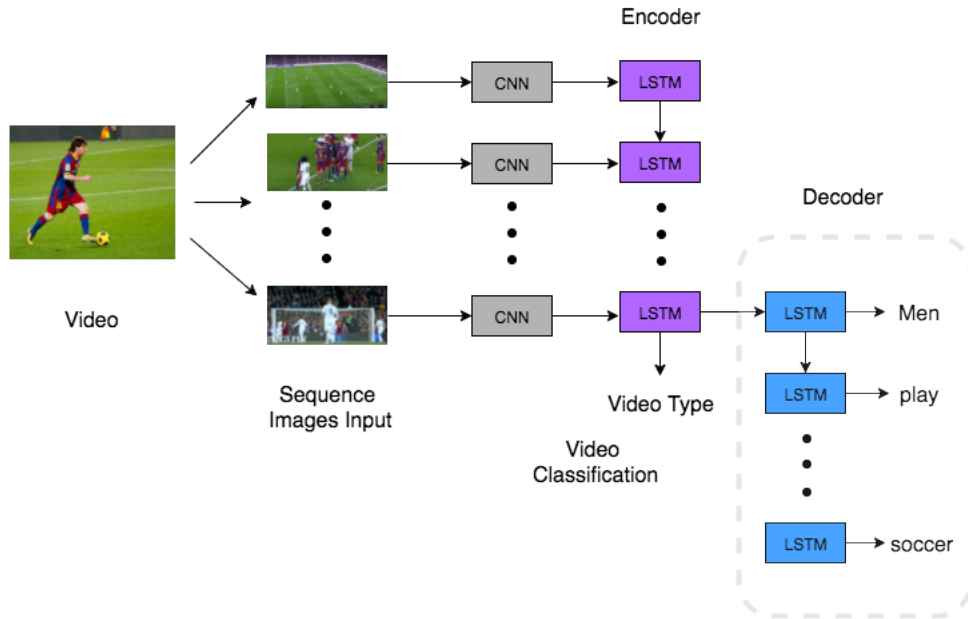 Encoder
CNN
LSTM
CNN
LSTM
Decoder
CNN
LSTM
LSTM
Men
Video
Sequence
Images Input
Video Type
LSTM
play
Video
Classification
LSTM
soccer